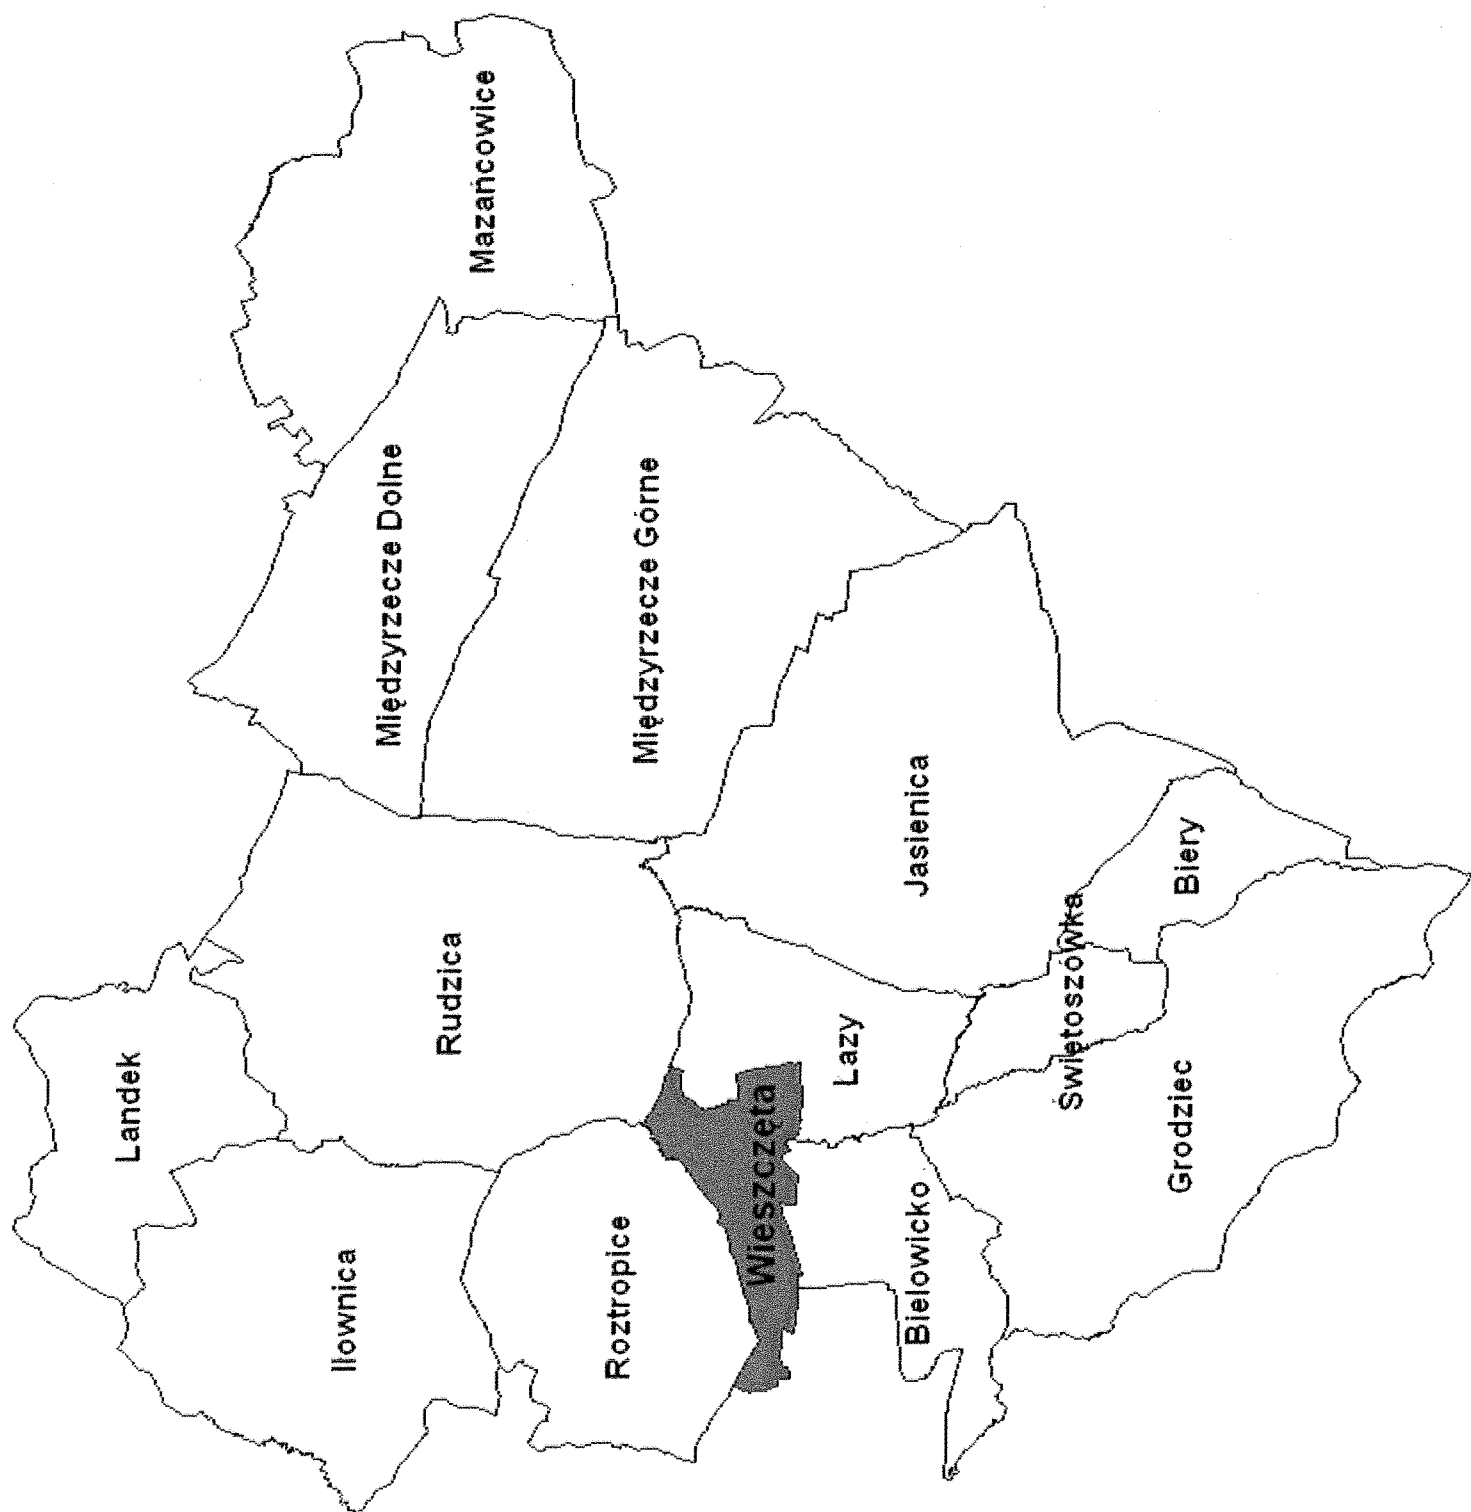 Landek
Iłownica
Rudzica
Międzyrzecze Dolne
Mazańcowice
Roztropice
Międzyrzecze Górne
Wieszczęta
Łazy
Bielowicko
Jasienica
Świętoszówka
Grodziec
Biery